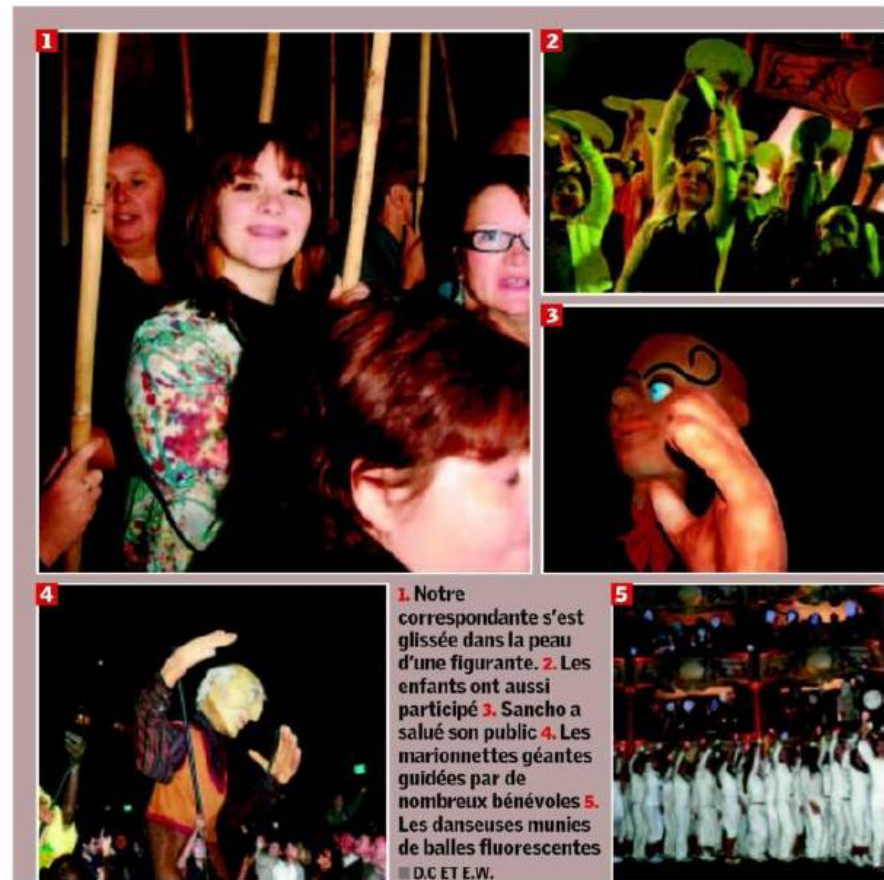 1
2
3
4
1. Notre
correspondante s'est
glissée dans la peau
d'une figurante. 2. Les
enfants ont aussi
participé 3. Sancho a
salué son public 4. Les
marionnettes géantes
guidées par de
nombreux bénévoles 5.
Les danseuses munies
de balles fluorescentes
D.C ET E.W.
5